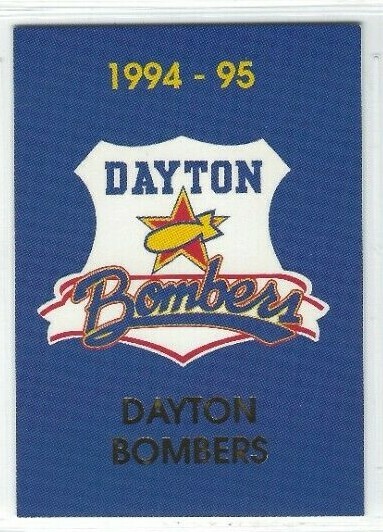 1994 - 95
DAYTON
Bombers
DAYTON
BOMBERS